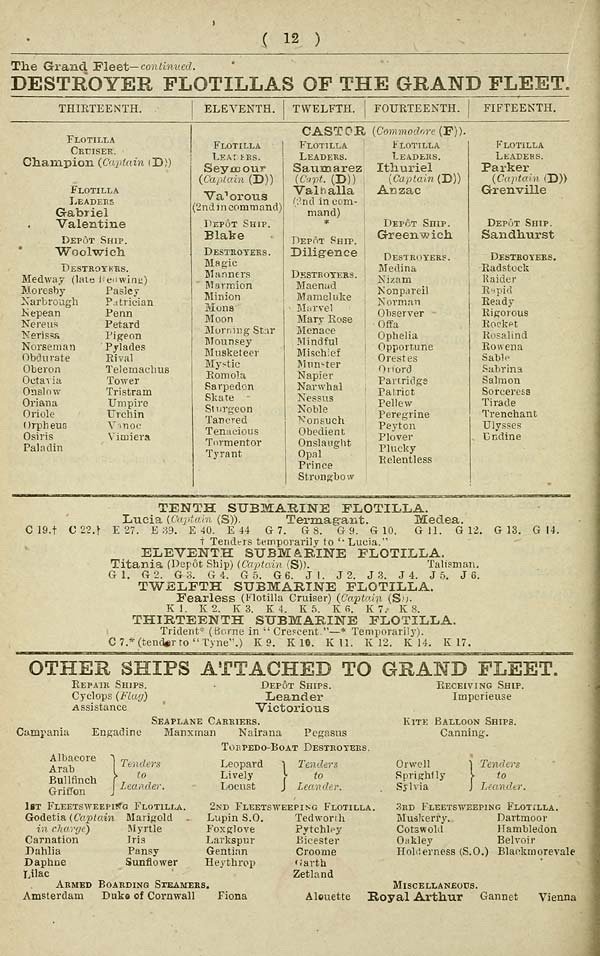 ( 12 )
The Grand Fleet—continued.
DESTROYER FLOTILLAS OF THE GRAND FLEET.
THIRTEENTH. ELEVENTH. TWELFTH. FOURTEENTH. FIFTEENTH.
CASTOR (Commodore (F)).
FLOTILLA
CRUISER.
Champion (Captain (D))
FLOTILLA
LEADERS
Gabriel
Valentine
DEPÔT SHIP.
Woolwich
DESTROYERS.
Medway (late Redwing)
Moresby Pasley
Narbrough Patrician
Nepean Penn
Nereus Petard
Nerissa Pigeon
Norseman Pylades
Obdurate Rival
Oberon Telemachus
Octavia Tower
Onslow Tristram
Oriana Umpire
Oriole Urchin
Orpheus Vanoc
Osiris Vimiera
Paladin
FLOTILLA
LEADERS.
Seymour
(Captain (D))
Valorous
(2nd in command)
DEPÔT SHIP.
Blake
DESTROYERS.
Magic
Manners
Marmion
Minion
Mons
Moon
Morning Star
Mounsey
Musketeer
Mystic
Romola
Sarpedon
Skate
Sturgeon
Tancred
Tenacious
Tormentor
Tyrant
FLOTILLA
LEADERS.
Saumarez
(Capt. (D))
Valhalla
(2nd in com-
mand)
*
DEPÔT SHIP.
Diligence
DESTROYERS.
Maenad
Mameluke
Marvel
Mary Rose
Menace
Mindful
Mischief
Munster
Napier
Narwhal
Nessus
Noble
Nonsuch
Obedient
Onslaught
Opal
Prince
Strongbow
FLOTILLA
LEADERS.
Ithuriel
(Captain (D))
Anzac
DEPÔT SHIP.
Greenwich
DESTROYERS.
Medina
Nizam
Nonpareil
Norman
Observer
Offa
Ophelia
Opportune
Orestes
Orford
Partridge
Patriot
Pellew
Peregrine
Peyton
Plover
Plucky
Relentless
FLOTILLA
LEADERS.
Parker
(Captain (D))
Grenville
DEPÔT SHIP.
Sandhurst
DESTROYERS.
Radstock
Raider
Rapid
Ready
Rigorous
Rocket
Rosalind
Rowena
Sable
Sabrina
Salmon
Sorceress
Tirade
Trenchant
Ulysses
Undine
TENTH SUBMARINE FLOTILLA.
Lucia (Captain (S)). Termagant. Medea.
C 19.† C 22.† E 27. E 39. E 40. E 44 G 7. G 8. G 9. G 10. G 11. G 12. G 13. G 14.
† Tenders temporarily to "Lucia."
ELEVENTH SUBMARINE FLOTILLA.
Titania (Depôt Ship) (Captain (S)). Talisman.
G 1. G 2. G 3. G 4. G 5. G 6. J 1. J 2. J 3. J 4. J 5. J 6.
TWELFTH SUBMARINE FLOTILLA.
Fearless (Flotilla Cruiser) (Captain (S)).
K 1. K 2. K 3. K 4. K 5. K 6. K 7. K 8.
THIRTEENTH SUBMARINE FLOTILLA.
Trident* (Borne in "Crescent."—* Temporarily).
C 7.* (tender to "Tyne".) K 9. K 10. K 11. K 12. K 14. K 17.
OTHER SHIPS ATTACHED TO GRAND FLEET.
REPAIR SHIPS. DEPÔT SHIPS. RECEIVING SHIP.
Cyclops (Flag) Leander Imperieuse
Assistance Victorious
SEAPLANE CARRIERS. KITE BALLOON SHIPS.
Campania Engadine Manxman Nairana Pegasus Canning.
TORPEDO-BOAT DESTROYERS.
Albacore
Arab
Bullfinch
Griffon
Tenders
to
Leander.
Leopard
Lively
Locust
Tenders
to
Leander.
Orwell
Sprightly
Sylvia
Tenders
to
Leander.
1ST FLEETSWEEPING FLOTILLA. 2ND FLEETSWEEPING FLOTILLA. 3RD FLEETSWEEPING FLOTILLA.
Godetia (Captain Marigold Lupin S.O. Tedworth Muskerry. Dartmoor
in charge) Myrtle Foxglove Pytchley Cotswold Hambledon
Carnation Iris Larkspur Bicester Oakley Belvoir
Dahlia Pansy Gentian Croome Holderness (S.O.) Blackmorevale
Daphne Sunflower Heythrop Garth
Lilac Zetland
ARMED BOARDING STEAMERS. MISCELLANEOUS.
Amsterdam Duke of Cornwall Fiona Alouette Royal Arthur Gannet Vienna